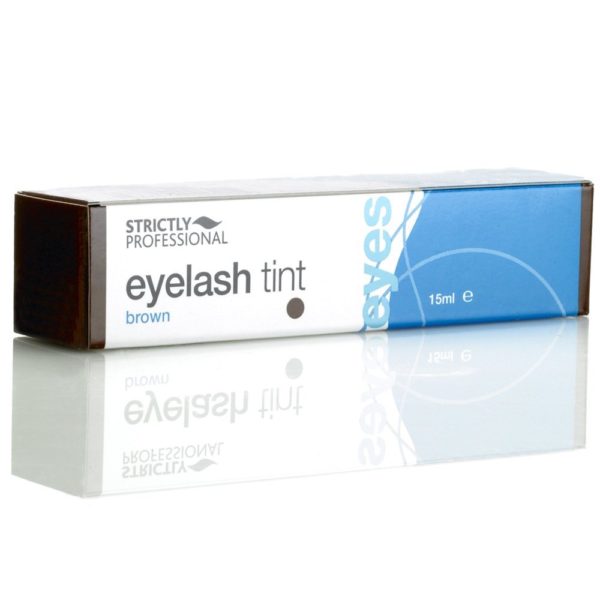 STRICTLY
PROFESSIONAL
eyelash tint
brown
eyes
15ml e